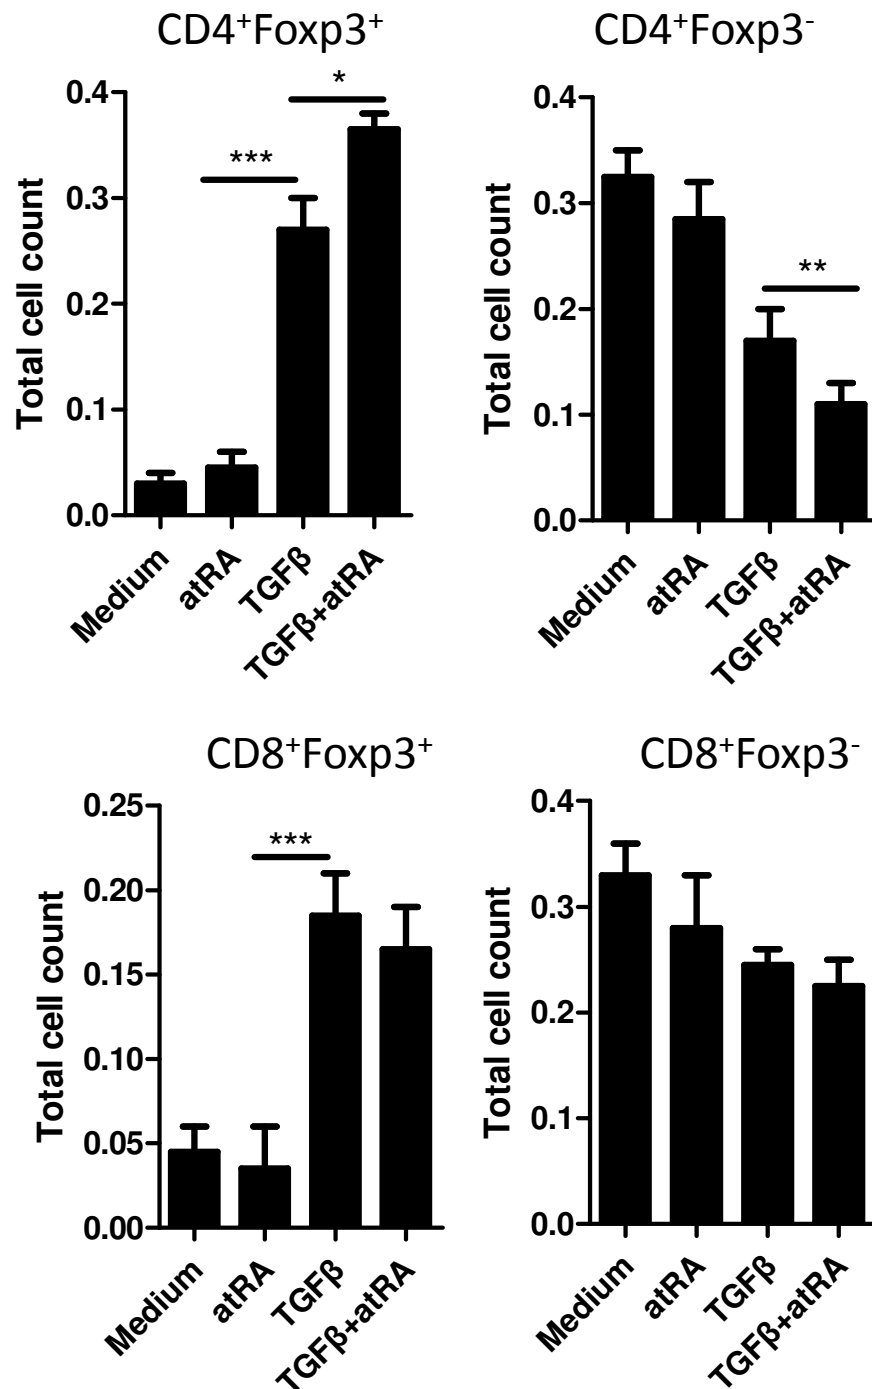 CD4⁺Foxp3⁺
CD4⁺Foxp3⁻
Total cell count
0.4
0.3
0.2
0.1
0.0
***
*
Medium
atRA
TGFβ
TGFβ+atRA
Total cell count
0.4
0.3
0.2
0.1
0.0
**
Medium
atRA
TGFβ
TGFβ+atRA
CD8⁺Foxp3⁺
CD8⁺Foxp3⁻
Total cell count
0.25
0.20
0.15
0.10
0.05
0.00
***
Medium
atRA
TGFβ
TGFβ+atRA
Total cell count
0.4
0.3
0.2
0.1
0.0
Medium
atRA
TGFβ
TGFβ+atRA